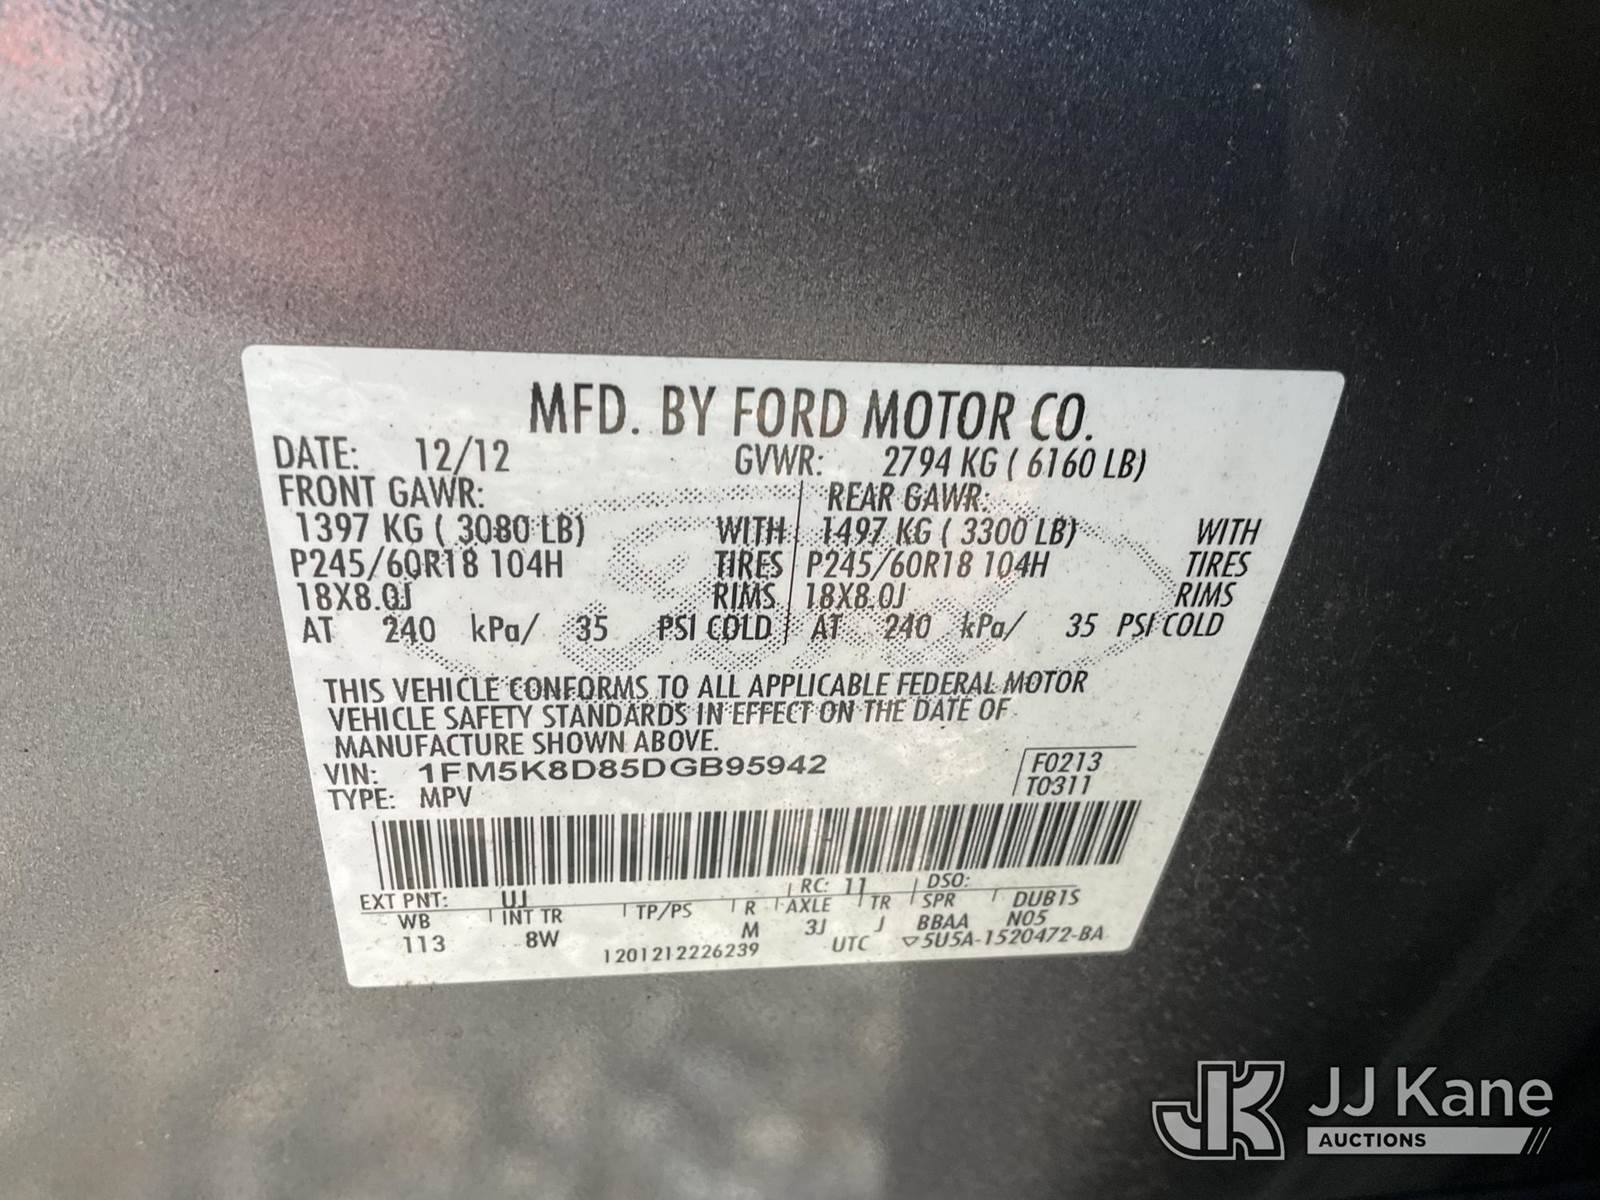 MFD. BY FORD MOTOR CO.
DATE: 12/12 GVWR: 2794 KG ( 6160 LB)
FRONT GAWR: REAR GAWR:
1397 KG ( 3080 LB) WITH 1497 KG ( 3300 LB) WITH
P245/60R18 104H TIRES P245/60R18 104H TIRES
18X8.0J RIMS 18X8.0J RIMS
AT 240 kPa/ 35 PSI COLD AT 240 kPa/ 35 PSI COLD
THIS VEHICLE CONFORMS TO ALL APPLICABLE FEDERAL MOTOR
VEHICLE SAFETY STANDARDS IN EFFECT ON THE DATE OF
MANUFACTURE SHOWN ABOVE.
VIN: 1FM5K8D85DGB95942 F0213
TYPE: MPV T0311
EXT PNT: UJ RC: 11 DSO:
WB INT TR TP/PS R AXLE TR SPR DUB1S
113 8W M 3J J BBAA N05
1201212226239 UTC ▽5U5A-1520472-BA
JK JJ Kane
AUCTIONS